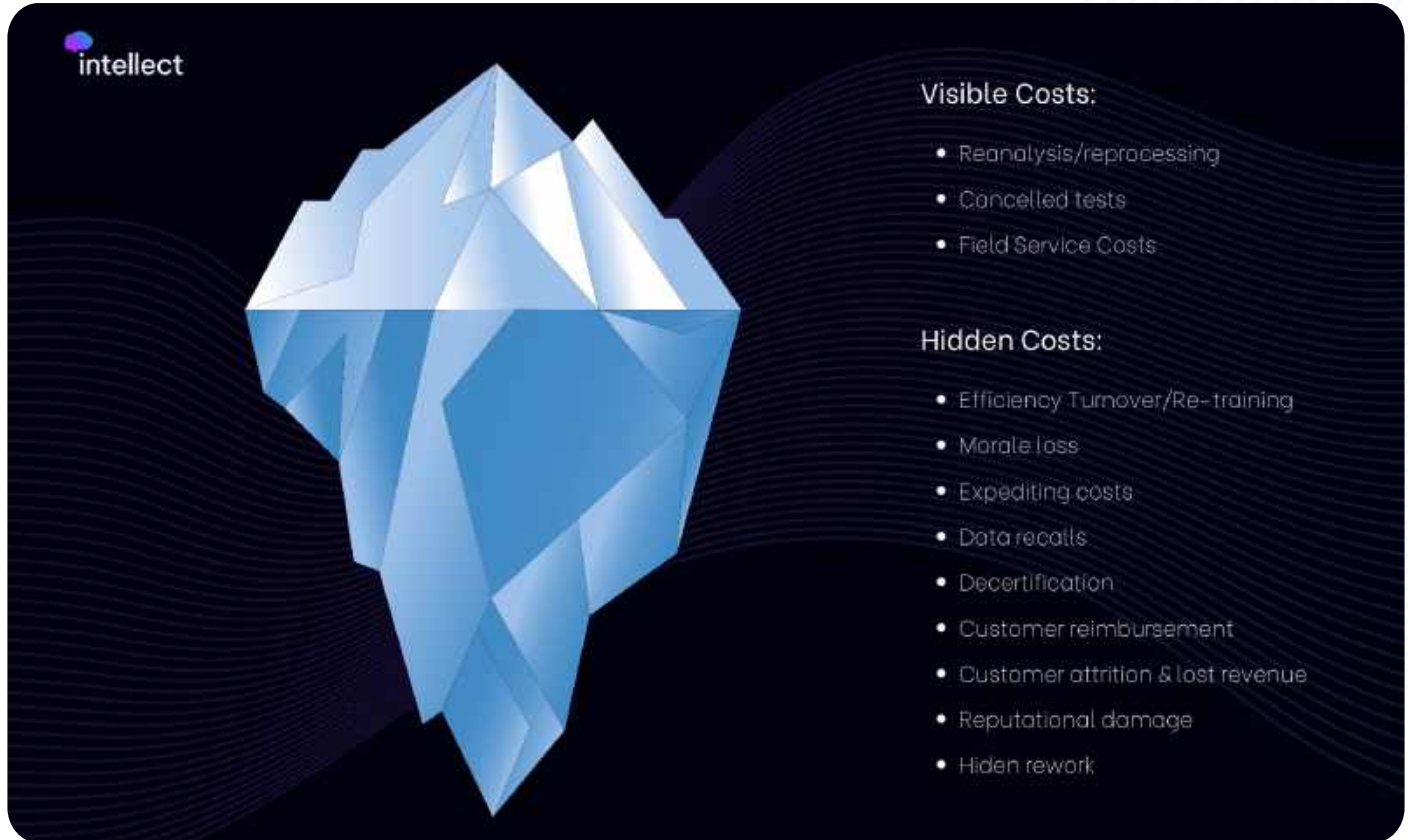 intellect
Visible Costs:
• Reanalysis/reprocessing
• Cancelled tests
• Field Service Costs
Hidden Costs:
• Efficiency Turnover/Re-training
• Morale loss
• Expediting costs
• Data recalls
• Decertification
• Customer reimbursement
• Customer attrition & lost revenue
• Reputational damage
• Hiden rework